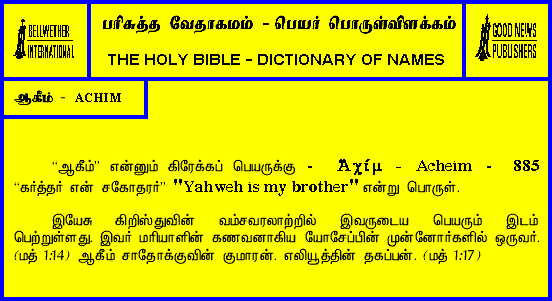 BELLWETHER
INTERNATIONAL
பரிசுத்த வேதாகமம் - பெயர் பொருள்விளக்கம்
THE HOLY BIBLE - DICTIONARY OF NAMES
GOOD NEWS
PUBLISHERS
ஆகீம் - ACHIM
“ஆகீம்” என்னும் கிரேக்கப் பெயருக்கு - Ἀχίμ - Acheim - 885
“கர்த்தர் என் சகோதரர்” "Yahweh is my brother" என்று பொருள்.
இயேசு கிறிஸ்துவின் வம்சவரலாற்றில் இவருடைய பெயரும் இடம்
பெற்றுள்ளது. இவர் மரியாளின் கணவனாகிய யோசேப்பின் முன்னோர்களில் ஒருவர்.
(மத் 1:14) ஆகீம் சாதோக்குவின் குமாரன். எலியூத்தின் தகப்பன். (மத் 1:17)